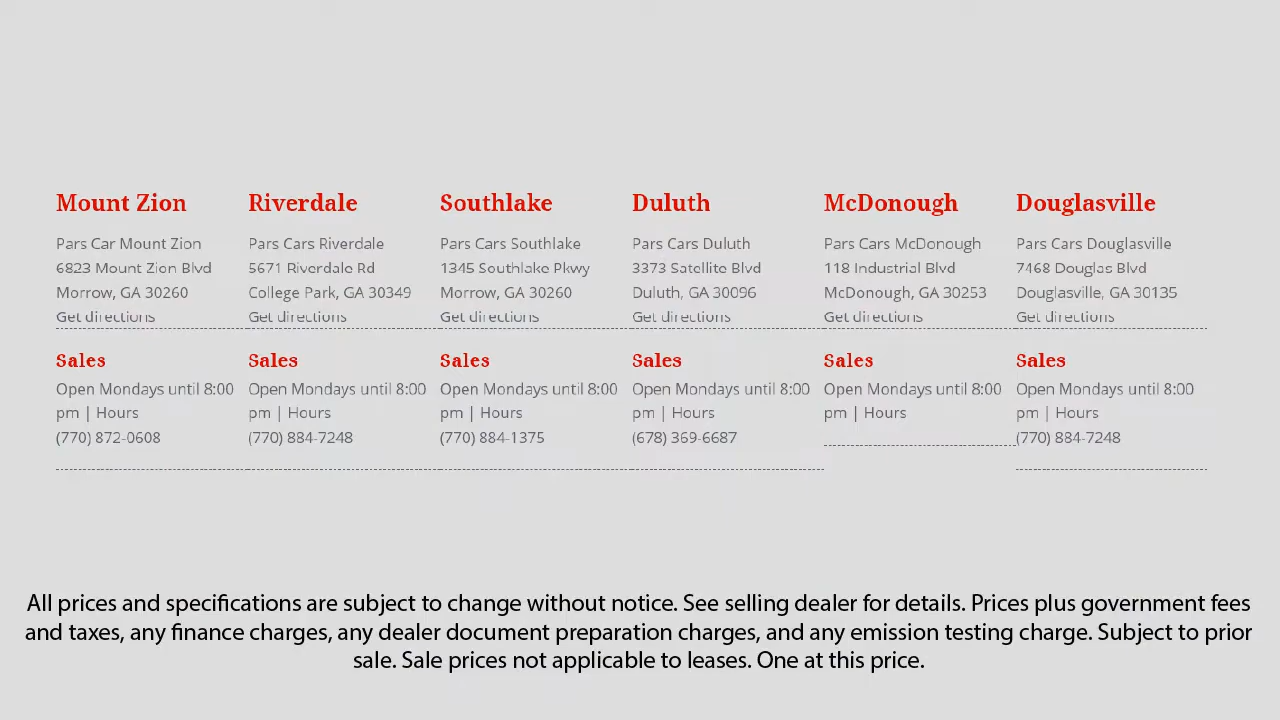 Mount Zion
Pars Car Mount Zion
6823 Mount Zion Blvd
Morrow, GA 30260
Get directions
Sales
Open Mondays until 8:00
pm | Hours
(770) 872-0608
Riverdale
Pars Cars Riverdale
5671 Riverdale Rd
College Park, GA 30349
Get directions
Sales
Open Mondays until 8:00
pm | Hours
(770) 884-7248
Southlake
Pars Cars Southlake
1345 Southlake Pkwy
Morrow, GA 30260
Get directions
Sales
Open Mondays until 8:00
pm | Hours
(770) 884-1375
Duluth
Pars Cars Duluth
3373 Satellite Blvd
Duluth, GA 30096
Get directions
Sales
Open Mondays until 8:00
pm | Hours
(678) 369-6687
McDonough
Pars Cars McDonough
118 Industrial Blvd
McDonough, GA 30253
Get directions
Sales
Open Mondays until 8:00
pm | Hours
Douglasville
Pars Cars Douglasville
7468 Douglas Blvd
Douglasville, GA 30135
Get directions
Sales
Open Mondays until 8:00
pm | Hours
(770) 884-7248
All prices and specifications are subject to change without notice. See selling dealer for details. Prices plus government fees
and taxes, any finance charges, any dealer document preparation charges, and any emission testing charge. Subject to prior
sale. Sale prices not applicable to leases. One at this price.